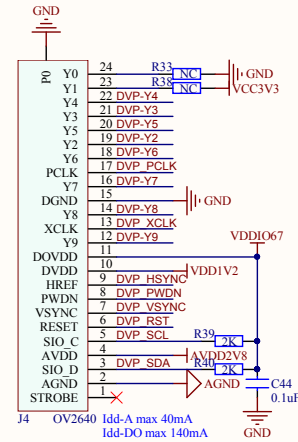 GND
P0
Y0 24 R33 NC GND
Y1 23 R38 NC VCC3V3
Y4 22 DVP-Y4
Y3 21 DVP-Y3
Y5 20 DVP-Y5
Y2 19 DVP-Y2
Y6 18 DVP-Y6
PCLK 17 DVP_PCLK
Y7 16 DVP-Y7
DGND 15 GND
Y8 14 DVP-Y8
XCLK 13 DVP_XCLK
Y9 12 DVP-Y9 VDDIO67
DOVDD 11
DVDD 10 VDD1V2
HREF 9 DVP_HSYNC
PWDN 8 DVP_PWDN
VSYNC 7 DVP_VSYNC
RESET 6 DVP_RST
SIO_C 5 DVP_SCL R39 2K
AVDD 4 AVDD2V8
SIO_D 3 DVP_SDA R40 2K
AGND 2 AGND C44
STROBE 1 0.1uF
J4 OV2640 Idd-A max 40mA GND
Idd-DO max 140mA